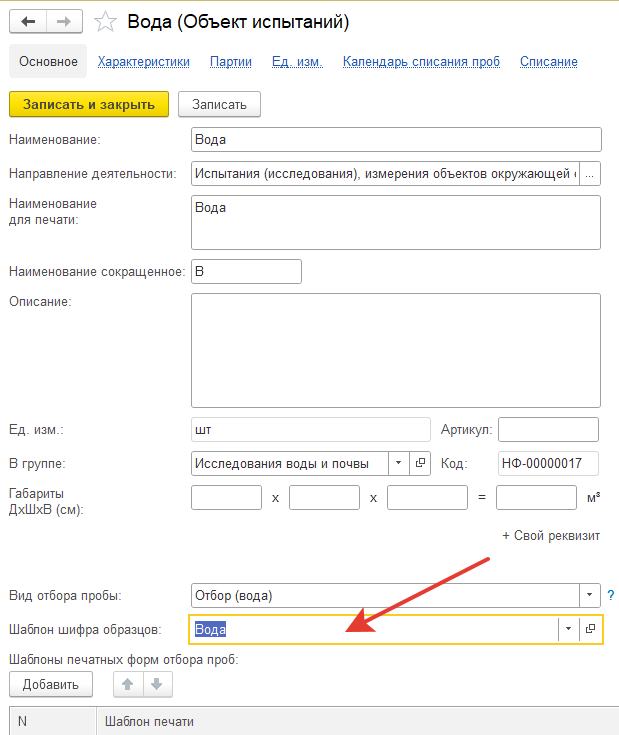 Вода (Объект испытаний)
Основное Характеристики Партии Ед. изм. Календарь списания проб Списание
Записать и закрыть Записать
Наименование: Вода
Направление деятельности: Испытания (исследования), измерения объектов окружающей ...
Наименование для печати: Вода
Наименование сокращенное: В
Описание:
Ед. изм.: шт Артикул:
В группе: Исследования воды и почвы Код: НФ-00000017
Габариты ДхШхВ (см): х х = м³
+ Свой реквизит
Вид отбора пробы: Отбор (вода) ?
Шаблон шифра образцов: Вода
Шаблоны печатных форм отбора проб:
Добавить
N Шаблон печати